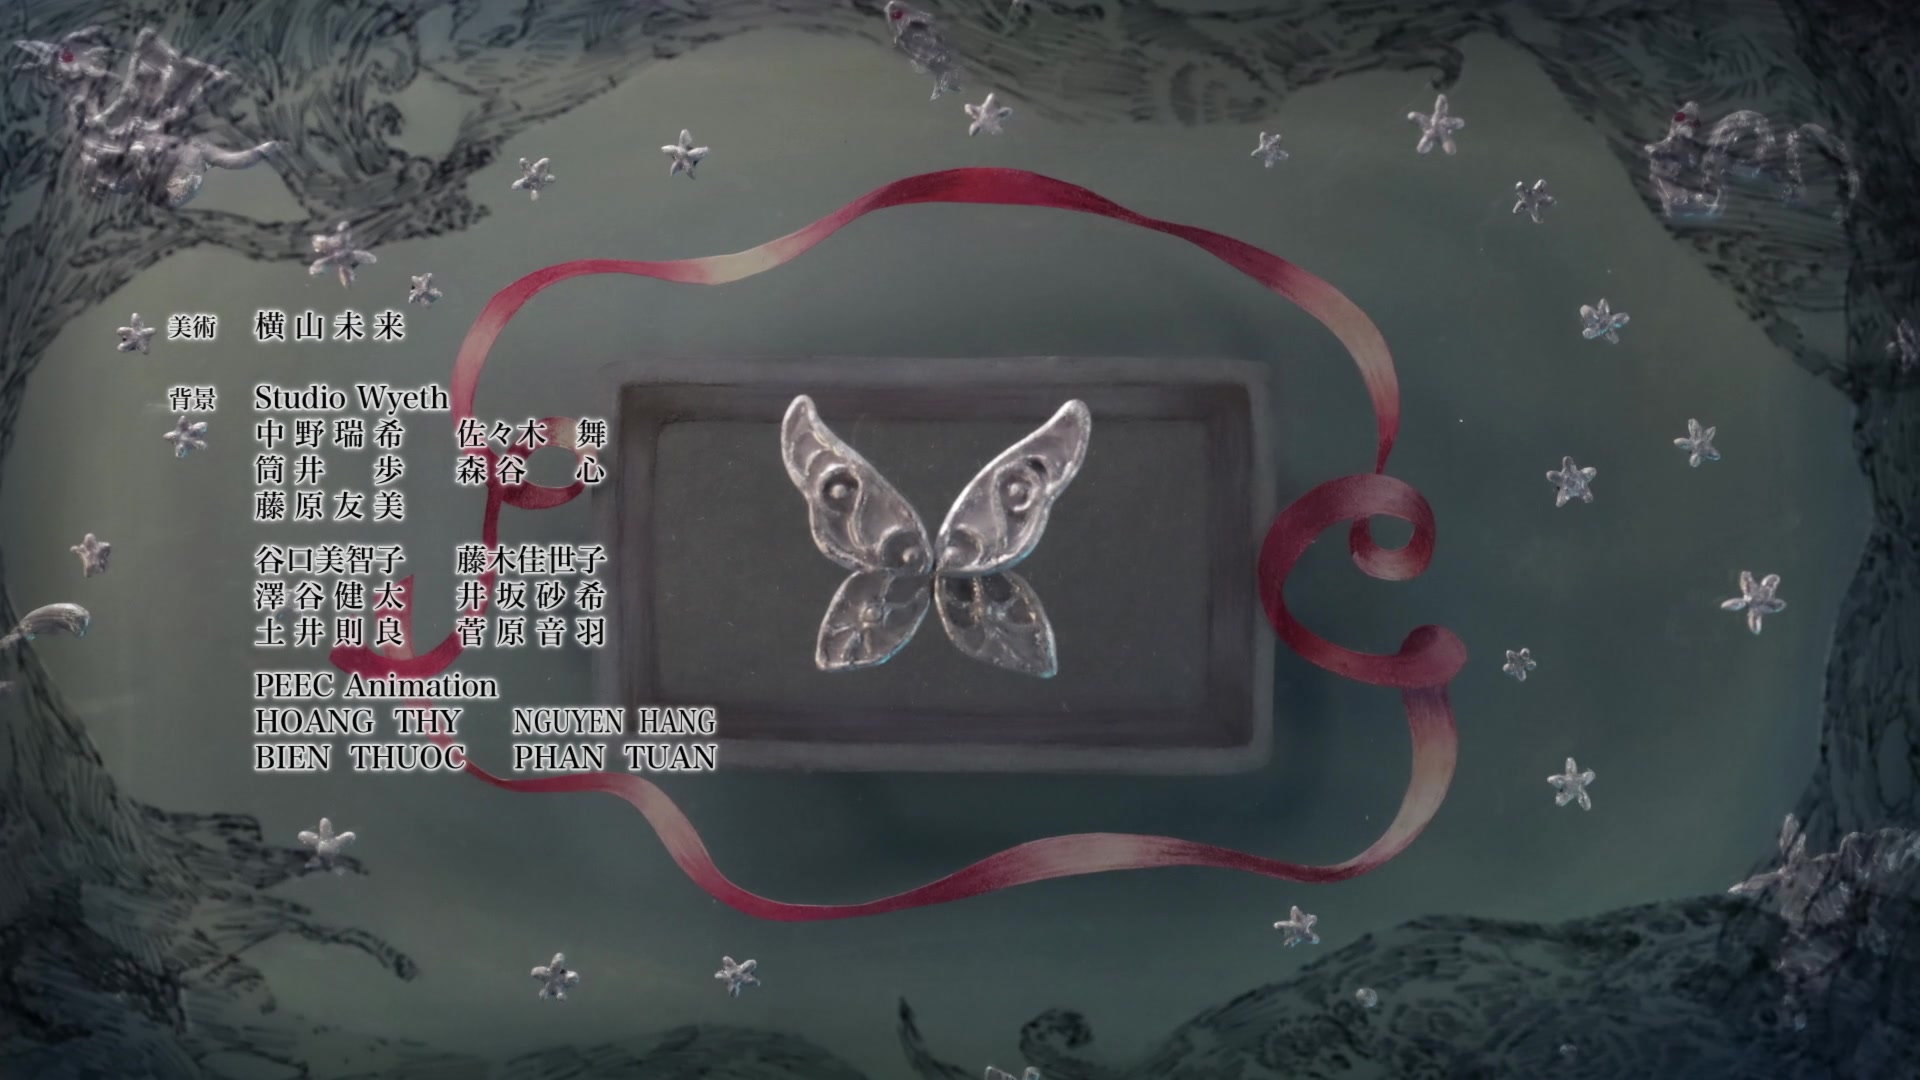 美術 横山未来
背景 Studio Wyeth
中野瑞希 佐々木 舞
筒井 歩 森谷 心
藤原友美
谷口美智子 藤木佳世子
澤谷健太 井坂砂希
土井則良 菅原音羽
PEEC Animation
HOANG THY NGUYEN HANG
BIEN THUOC PHAN TUAN